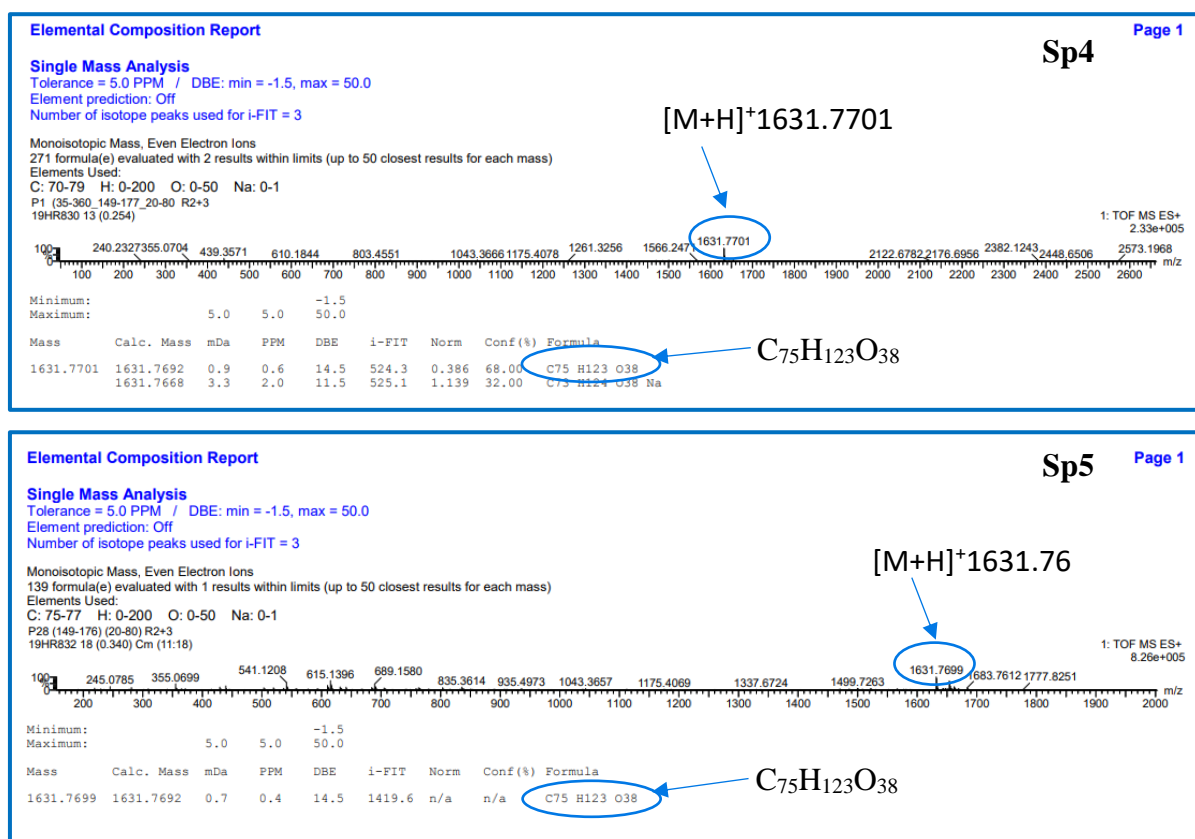 Elemental Composition Report
Page 1
Sp4
Single Mass Analysis
Tolerance = 5.0 PPM / DBE: min = -1.5, max = 50.0
Element prediction: Off
Number of isotope peaks used for i-FIT = 3
[M+H]+1631.7701
Monoisotopic Mass, Even Electron Ions
271 formula(e) evaluated with 2 results within limits (up to 50 closest results for each mass)
Elements Used:
C: 70-79 H: 0-200 O: 0-50 Na: 0-1
P1 (35-360_149-177_20-80 R2+3
19HR830 13 (0.254)
1: TOF MS ES+
2.33e+005
100 240.2327 355.0704 439.3571 610.1844 803.4551 1043.3666 1175.4078 1261.3256 1566.2471 1631.7701 2122.6782 2176.6956 2382.1243 2448.6506 2573.1968
% 0 m/z
100 200 300 400 500 600 700 800 900 1000 1100 1200 1300 1400 1500 1600 1700 1800 1900 2000 2100 2200 2300 2400 2500 2600
Minimum: -1.5
Maximum: 5.0 5.0 50.0
Mass Calc. Mass mDa PPM DBE i-FIT Norm Conf(%) Formula
C75H123O38
1631.7701 1631.7692 0.9 0.6 14.5 524.3 0.386 68.00 C75 H123 O38
1631.7668 3.3 2.0 11.5 525.1 1.139 32.00 C73 H124 O38 Na
Elemental Composition Report
Sp5
Page 1
Single Mass Analysis
Tolerance = 5.0 PPM / DBE: min = -1.5, max = 50.0
Element prediction: Off
Number of isotope peaks used for i-FIT = 3
[M+H]+1631.76
Monoisotopic Mass, Even Electron Ions
139 formula(e) evaluated with 1 results within limits (up to 50 closest results for each mass)
Elements Used:
C: 75-77 H: 0-200 O: 0-50 Na: 0-1
P28 (149-176) (20-80) R2+3
19HR832 18 (0.340) Cm (11:18)
1: TOF MS ES+
8.26e+005
100 245.0785 355.0699 541.1208 615.1396 689.1580 835.3614 935.4973 1043.3657 1175.4069 1337.6724 1499.7263 1631.7699 1683.7612 1777.8251
% 0 m/z
200 300 400 500 600 700 800 900 1000 1100 1200 1300 1400 1500 1600 1700 1800 1900 2000
Minimum: -1.5
Maximum: 5.0 5.0 50.0
Mass Calc. Mass mDa PPM DBE i-FIT Norm Conf(%) Formula
C75H123O38
1631.7699 1631.7692 0.7 0.4 14.5 1419.6 n/a n/a C75 H123 O38